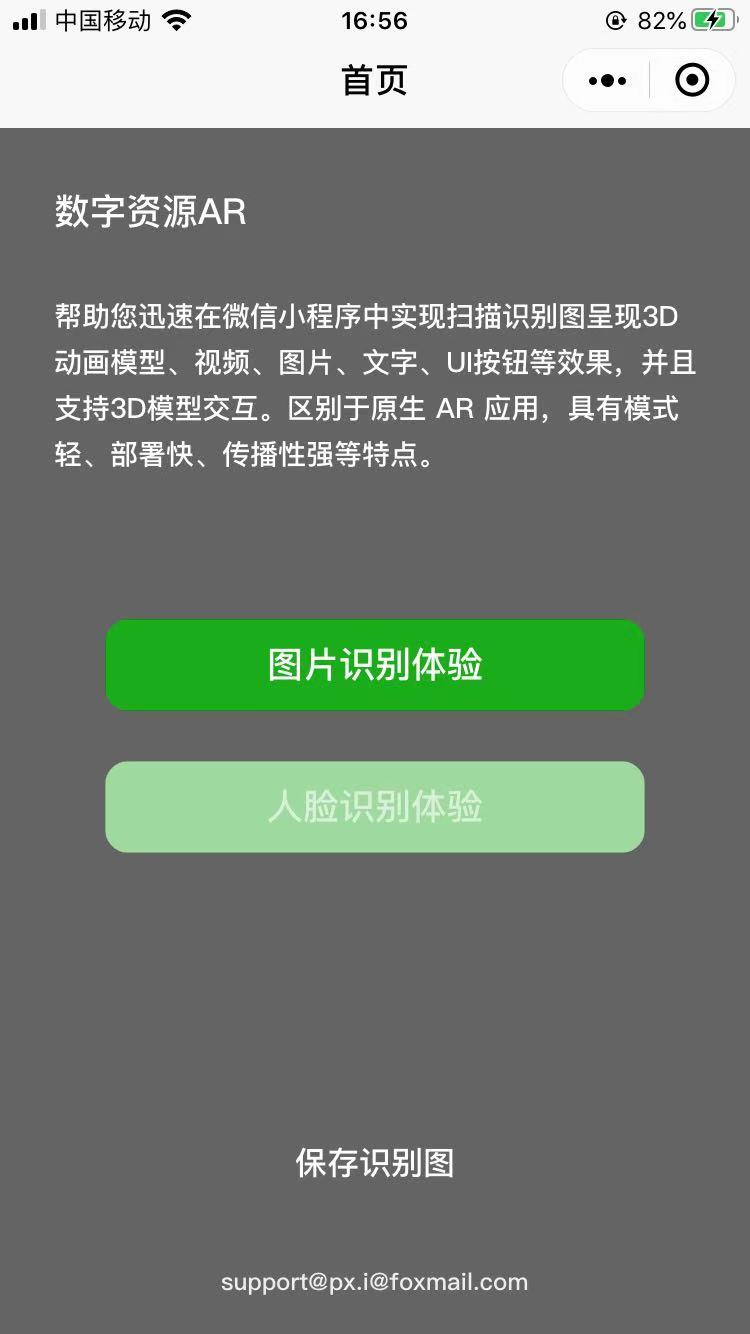 中国移动
16:56
82%
首页
数字资源AR
帮助您迅速在微信小程序中实现扫描识别图呈现3D
动画模型、视频、图片、文字、UI按钮等效果，并且
支持3D模型交互。区别于原生 AR 应用，具有模式
轻、部署快、传播性强等特点。
图片识别体验
人脸识别体验
保存识别图
support@px.i@foxmail.com